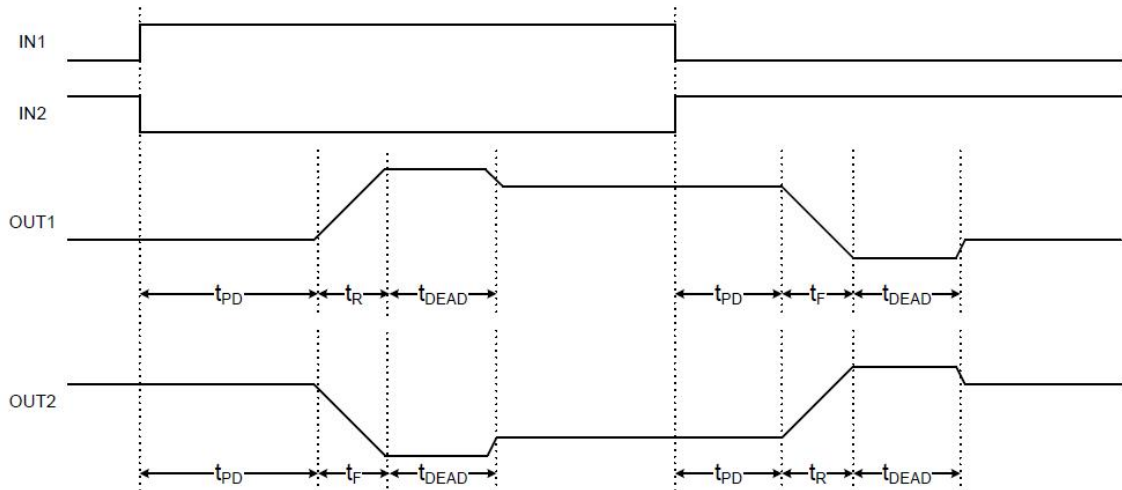 IN1
IN2
OUT1
tPD tR tDEAD tPD tF tDEAD
OUT2
tPD tF tDEAD tPD tR tDEAD